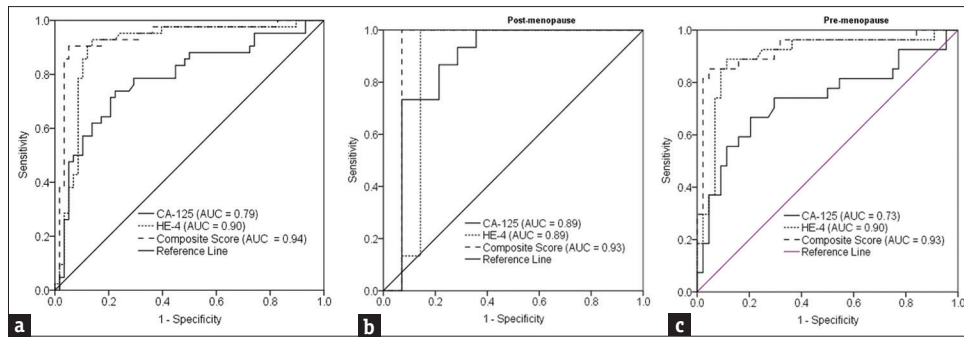 1.0
0.8
0.6
0.4
0.2
0.0
Sensitivity
CA-125 (AUC = 0.79)
HE-4 (AUC = 0.90)
Composite Score (AUC = 0.94)
Reference Line
0.0 0.2 0.4 0.6 0.8 1.0
1 - Specificity
a
Post-menopause
1.0
0.8
0.6
0.4
0.2
0.0
Sensitivity
CA-125 (AUC = 0.89)
HE-4 (AUC = 0.89)
Composite Score (AUC = 0.93)
Reference Line
0.0 0.2 0.4 0.6 0.8 1.0
1 - Specificity
b
Pre-menopause
1.0
0.8
0.6
0.4
0.2
0.0
Sensitivity
CA-125 (AUC = 0.73)
HE-4 (AUC = 0.90)
Composite Score (AUC = 0.93)
Reference Line
0.0 0.2 0.4 0.6 0.8 1.0
1 - Specificity
c